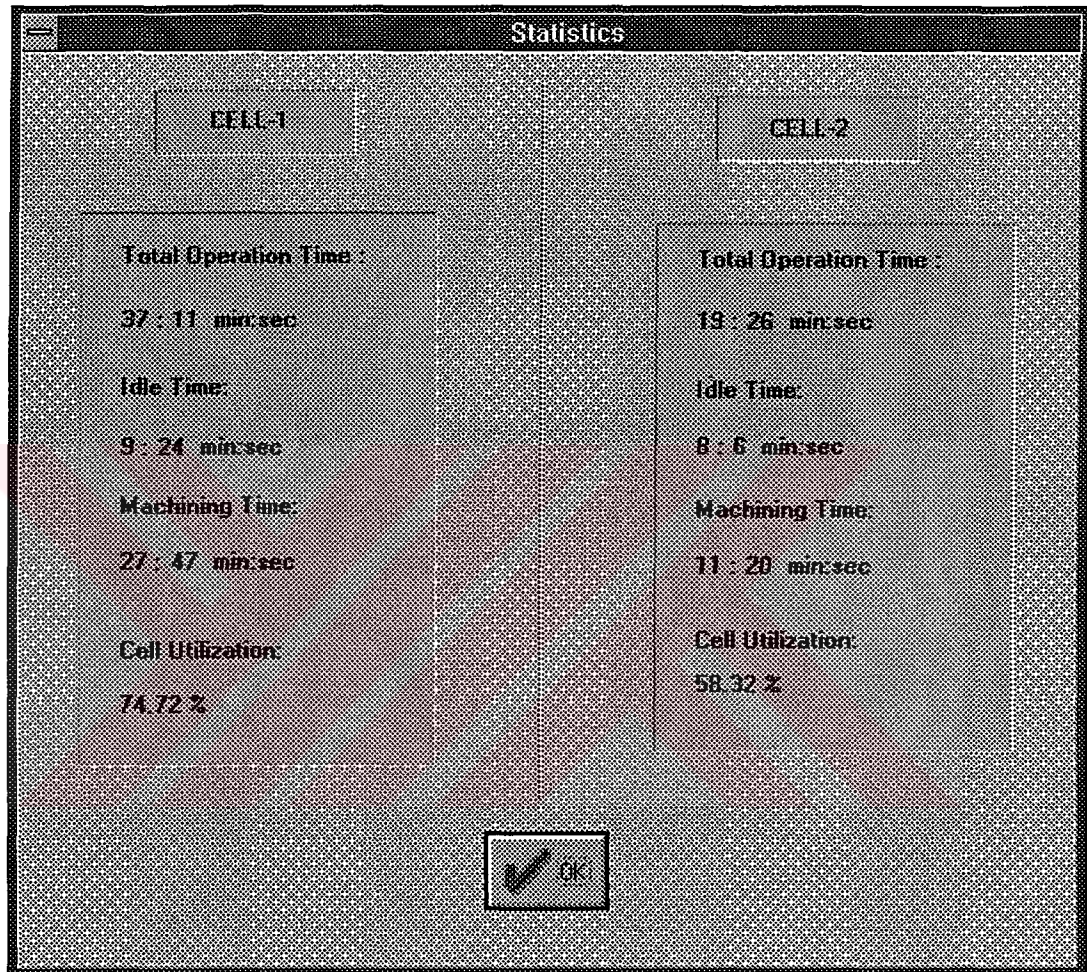 Statistics
CELL-1
Total Operation Time :
37 : 11 min:sec
Idle Time:
9 : 24 min:sec
Machining Time:
27 : 47 min:sec
Cell Utilization:
74.72 %
CELL-2
Total Operation Time :
19 : 26 min:sec
Idle Time:
8 : 6 min:sec
Machining Time:
11 : 20 min:sec
Cell Utilization:
58.32 %
OK!